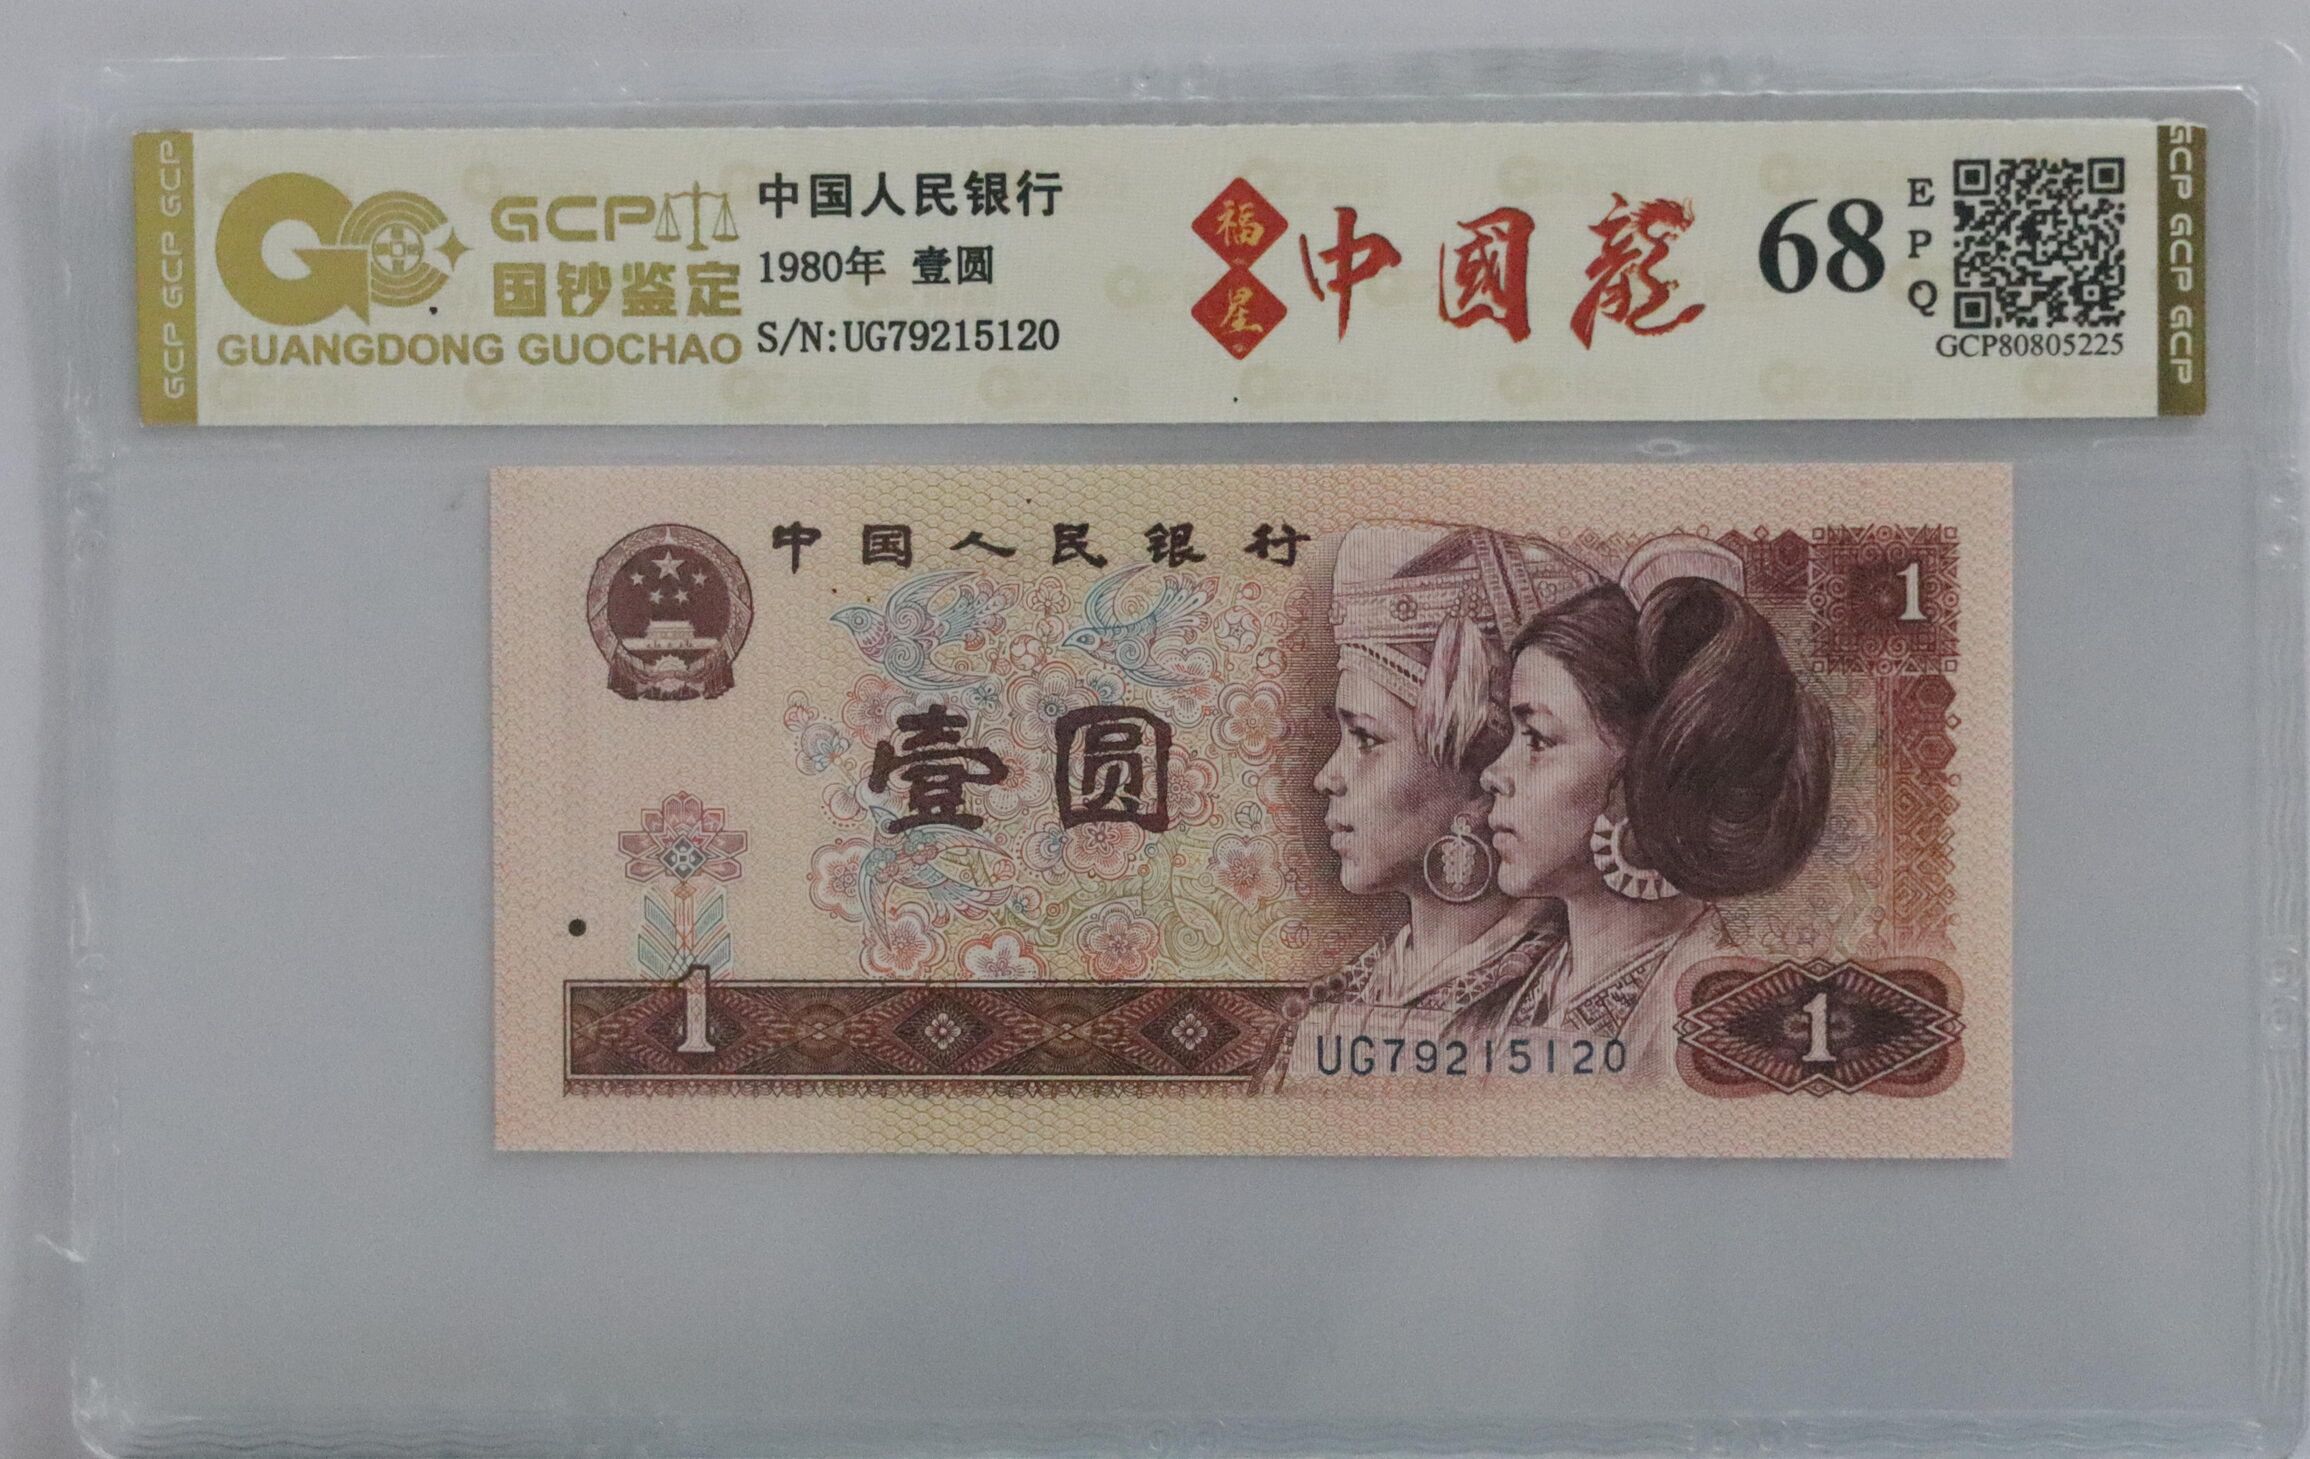 GCP GCP GCP GCP
GCP
国钞鉴定
GUANGDONG GUOCHAO
中国人民银行
1980年 壹圆
S/N:UG79215120
福星
中國龍
68
EPQ
GCP80805225
GCP GCP GCP
中国人民银行
1
壹圆
1
UG79215120
1